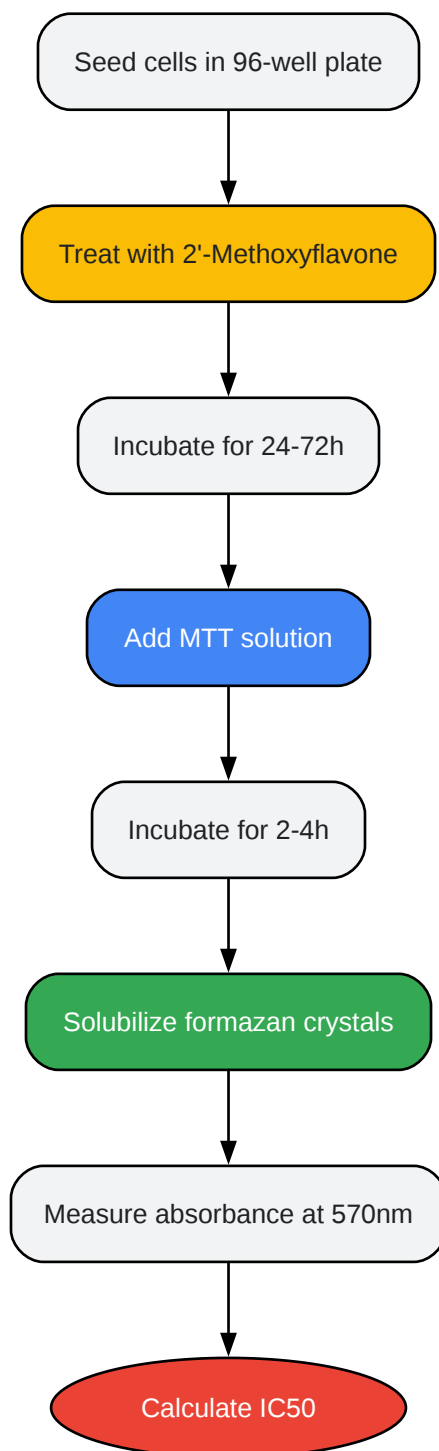 Seed cells in 96-well plate
Treat with 2'-Methoxyflavone
Incubate for 24-72h
Add MTT solution
Incubate for 2-4h
Solubilize formazan crystals
Measure absorbance at 570nm
Calculate IC50